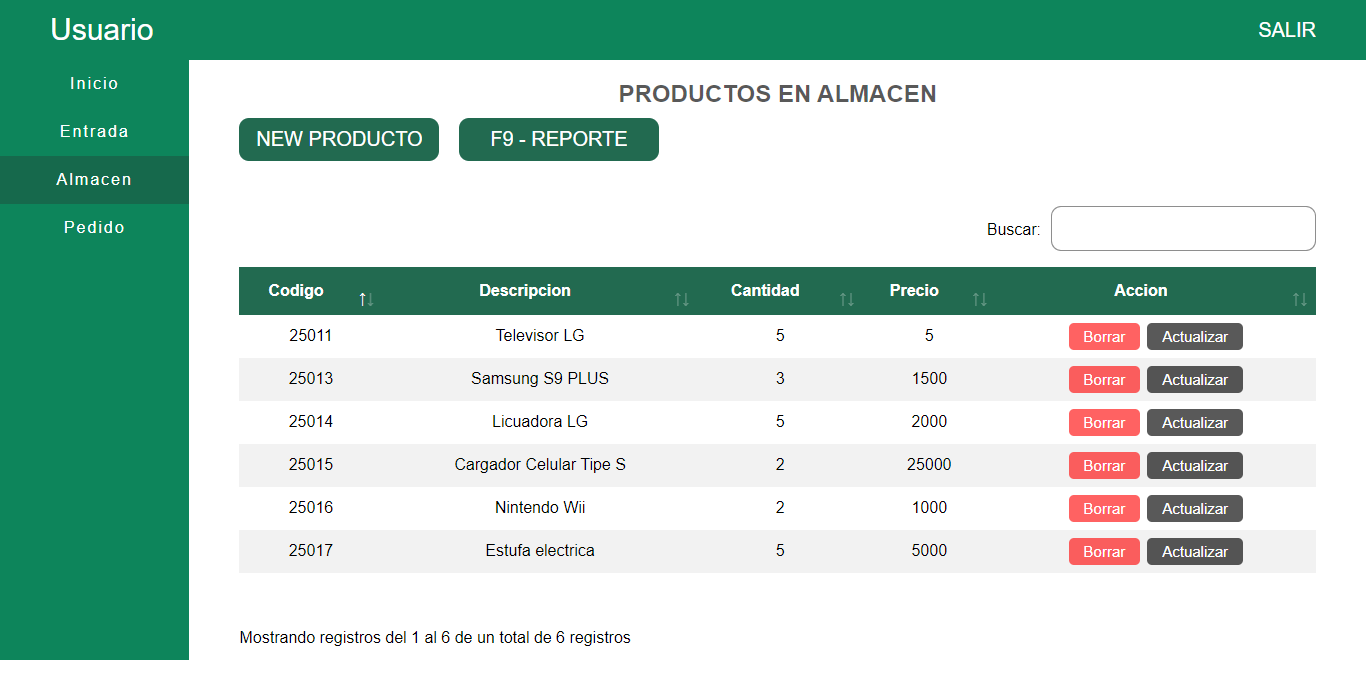 Usuario SALIR
Inicio
Entrada
Almacen
Pedido
PRODUCTOS EN ALMACEN
NEW PRODUCTO F9 - REPORTE
Buscar:
Codigo Descripcion Cantidad Precio Accion
25011 Televisor LG 5 5 Borrar Actualizar
25013 Samsung S9 PLUS 3 1500 Borrar Actualizar
25014 Licuadora LG 5 2000 Borrar Actualizar
25015 Cargador Celular Tipe S 2 25000 Borrar Actualizar
25016 Nintendo Wii 2 1000 Borrar Actualizar
25017 Estufa electrica 5 5000 Borrar Actualizar
Mostrando registros del 1 al 6 de un total de 6 registros